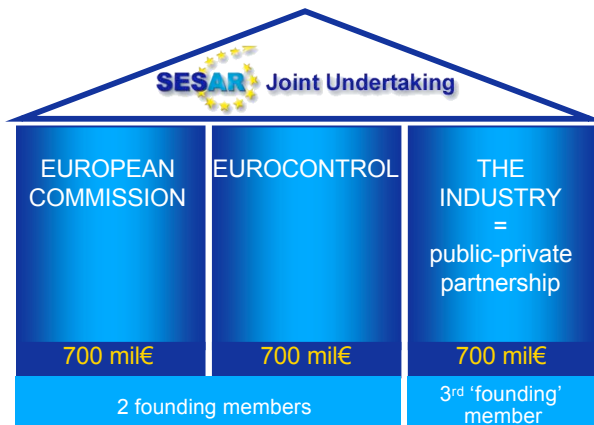 SESAR Joint Undertaking
EUROPEAN
COMMISSION
700 mil€
EUROCONTROL
700 mil€
THE
INDUSTRY
=
public-private
partnership
700 mil€
2 founding members
3rd 'founding'
member